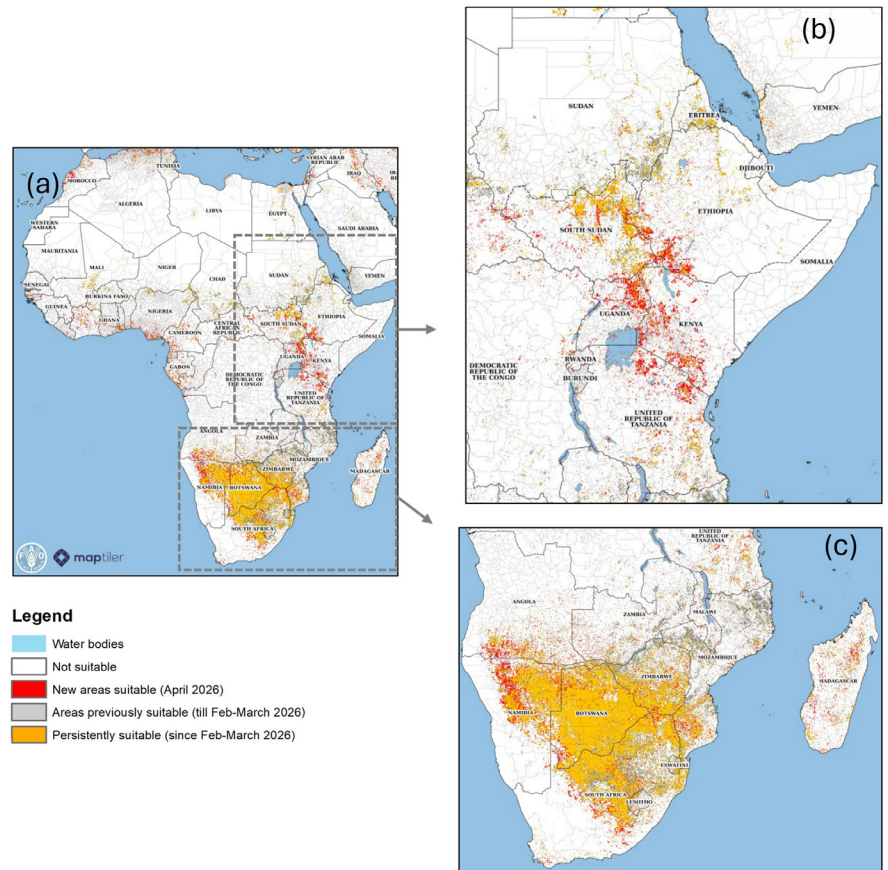 (a)
TUNISIA
SYRIAN ARAB
REPUBLIC
IRAQ
MOROCCO
ALGERIA
LIBYA
EGYPT
WESTERN
SAHARA
SAUDI ARABIA
MAURITANIA
MALI
NIGER
CHAD
SUDAN
YEMEN
SENEGAL
BURKINA FASO
GUINEA
NIGERIA
GHANA
CAMEROON
CENTRAL
AFRICAN
REPUBLIC
SOUTH SUDAN
ETHIOPIA
SOMALIA
UGANDA
KENYA
GABON
DEMOCRATIC
REPUBLIC OF
THE CONGO
UNITED
REPUBLIC OF
TANZANIA
ANGOLA
ZAMBIA
MOZAMBIQUE
ZIMBABWE
MADAGASCAR
NAMIBIA
BOTSWANA
SOUTH AFRICA
FAO
maptiler
(b)
SUDAN
YEMEN
ERITREA
DJIBOUTI
ETHIOPIA
SOUTH SUDAN
SOMALIA
UGANDA
KENYA
RWANDA
BURUNDI
DEMOCRATIC
REPUBLIC OF
THE CONGO
UNITED
REPUBLIC OF
TANZANIA
(c)
UNITED
REPUBLIC OF
TANZANIA
ANGOLA
ZAMBIA
MALAWI
MOZAMBIQUE
ZIMBABWE
MADAGASCAR
NAMIBIA
BOTSWANA
ESWATINI
SOUTH AFRICA
LESOTHO
Legend
Water bodies
Not suitable
New areas suitable (April 2026)
Areas previously suitable (till Feb-March 2026)
Persistently suitable (since Feb-March 2026)